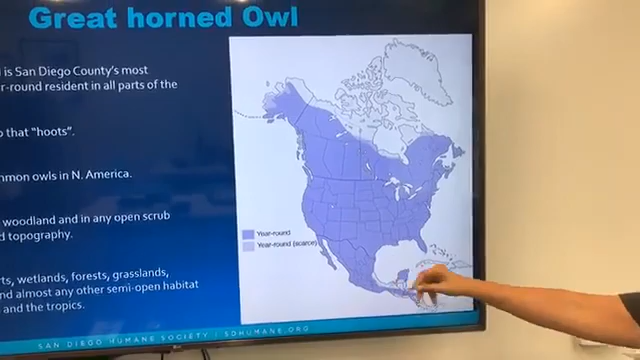 Great horned Owl
is San Diego County's most
r-round resident in all parts of the
that "hoots".
mmon owls in N. America.
woodland and in any open scrub
d topography.
rts, wetlands, forests, grasslands,
nd almost any other semi-open habitat
and the tropics.
Year-round
Year-round (scarce)
SAN DIEGO HUMANE SOCIETY | SDHUMANE.ORG